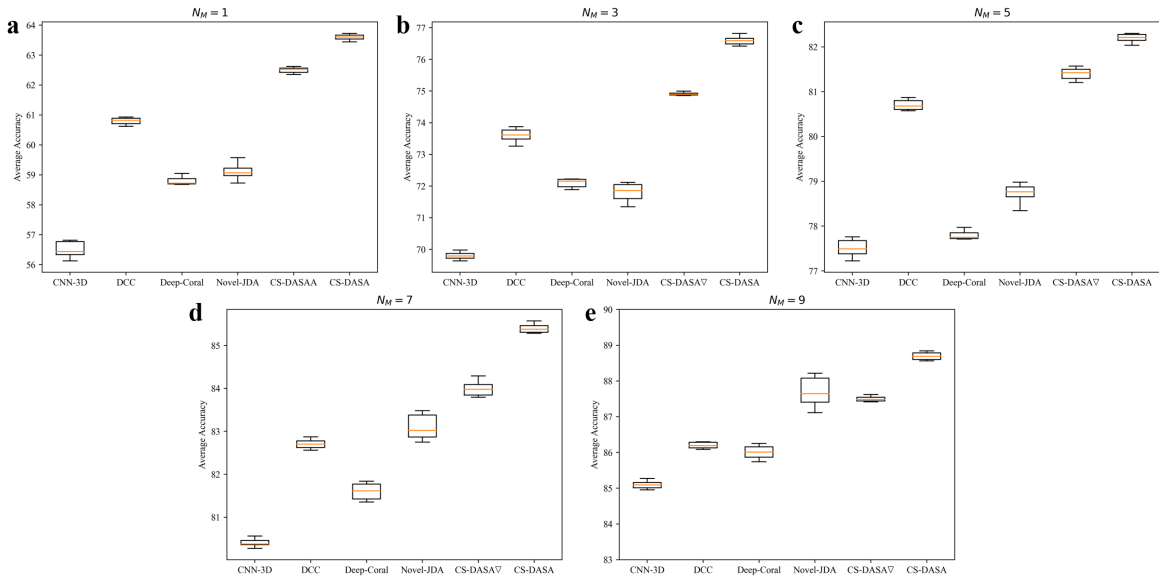 a
N_M = 1
Average Accuracy
64
63
62
61
60
59
58
57
56
CNN-3D DCC Deep-Coral Novel-JDA CS-DASAA CS-DASA
b
N_M = 3
Average Accuracy
77
76
75
74
73
72
71
70
CNN-3D DCC Deep-Coral Novel-JDA CS-DASA▽ CS-DASA
c
N_M = 5
Average Accuracy
82
81
80
79
78
77
CNN-3D DCC Deep-Coral Novel-JDA CS-DASA▽ CS-DASA
d
N_M = 7
Average Accuracy
85
84
83
82
81
CNN-3D DCC Deep-Coral Novel-JDA CS-DASA▽ CS-DASA
e
N_M = 9
Average Accuracy
90
89
88
87
86
85
84
83
CNN-3D DCC Deep-Coral Novel-JDA CS-DASA▽ CS-DASA